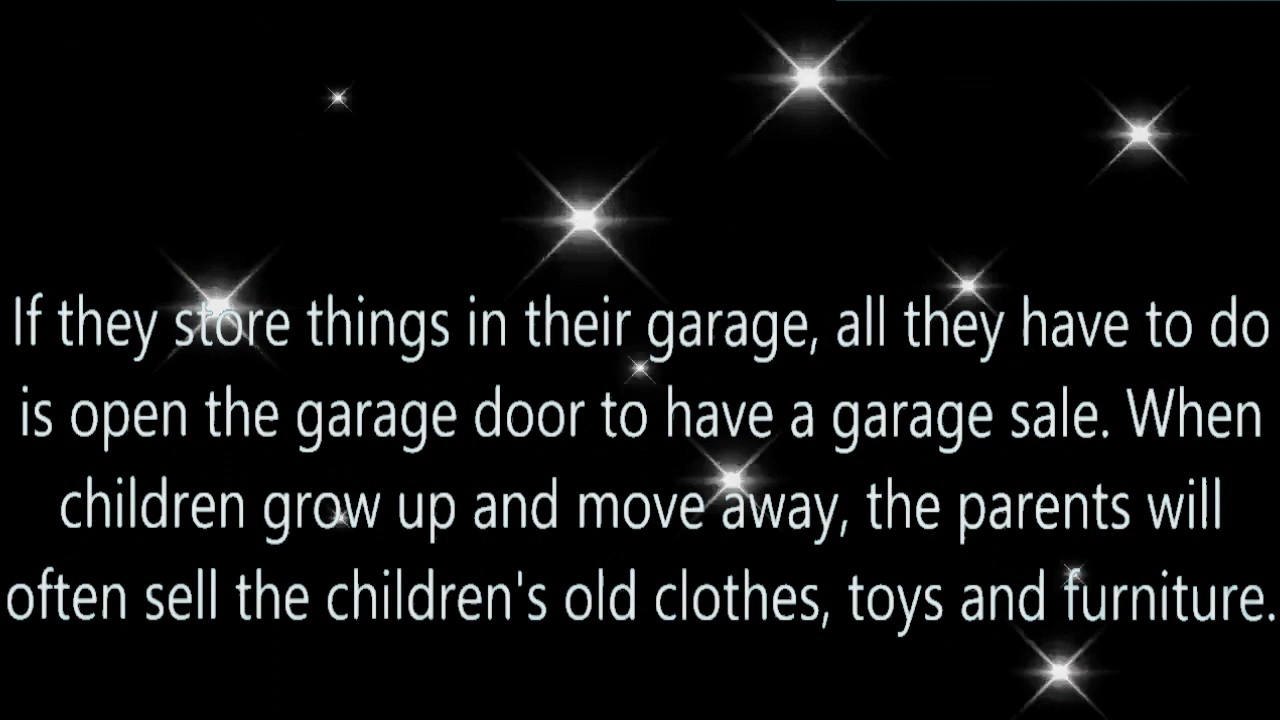 If they store things in their garage, all they have to do
is open the garage door to have a garage sale. When
children grow up and move away, the parents will
often sell the children's old clothes, toys and furniture.